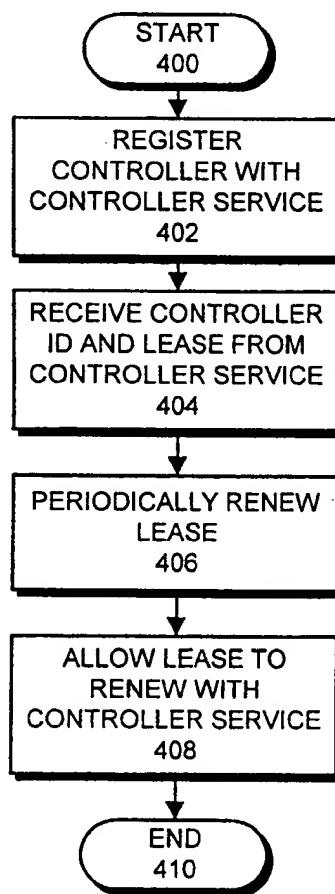 START
400
REGISTER
CONTROLLER WITH
CONTROLLER SERVICE
402
RECEIVE CONTROLLER
ID AND LEASE FROM
CONTROLLER SERVICE
404
PERIODICALLY RENEW
LEASE
406
ALLOW LEASE TO
RENEW WITH
CONTROLLER SERVICE
408
END
410